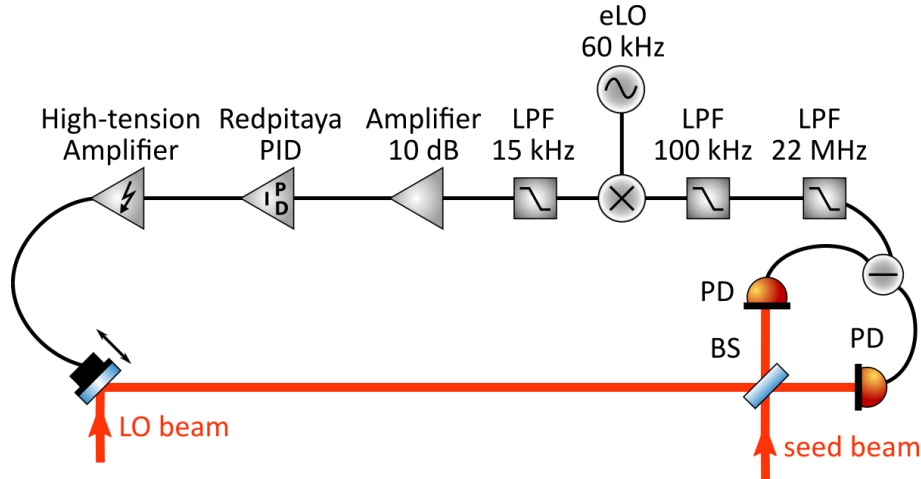 eLO
60 kHz
High-tension
Amplifier
Redpitaya
PID
Amplifier
10 dB
LPF
15 kHz
LPF
100 kHz
LPF
22 MHz
I P D
PD
BS
PD
LO beam
seed beam